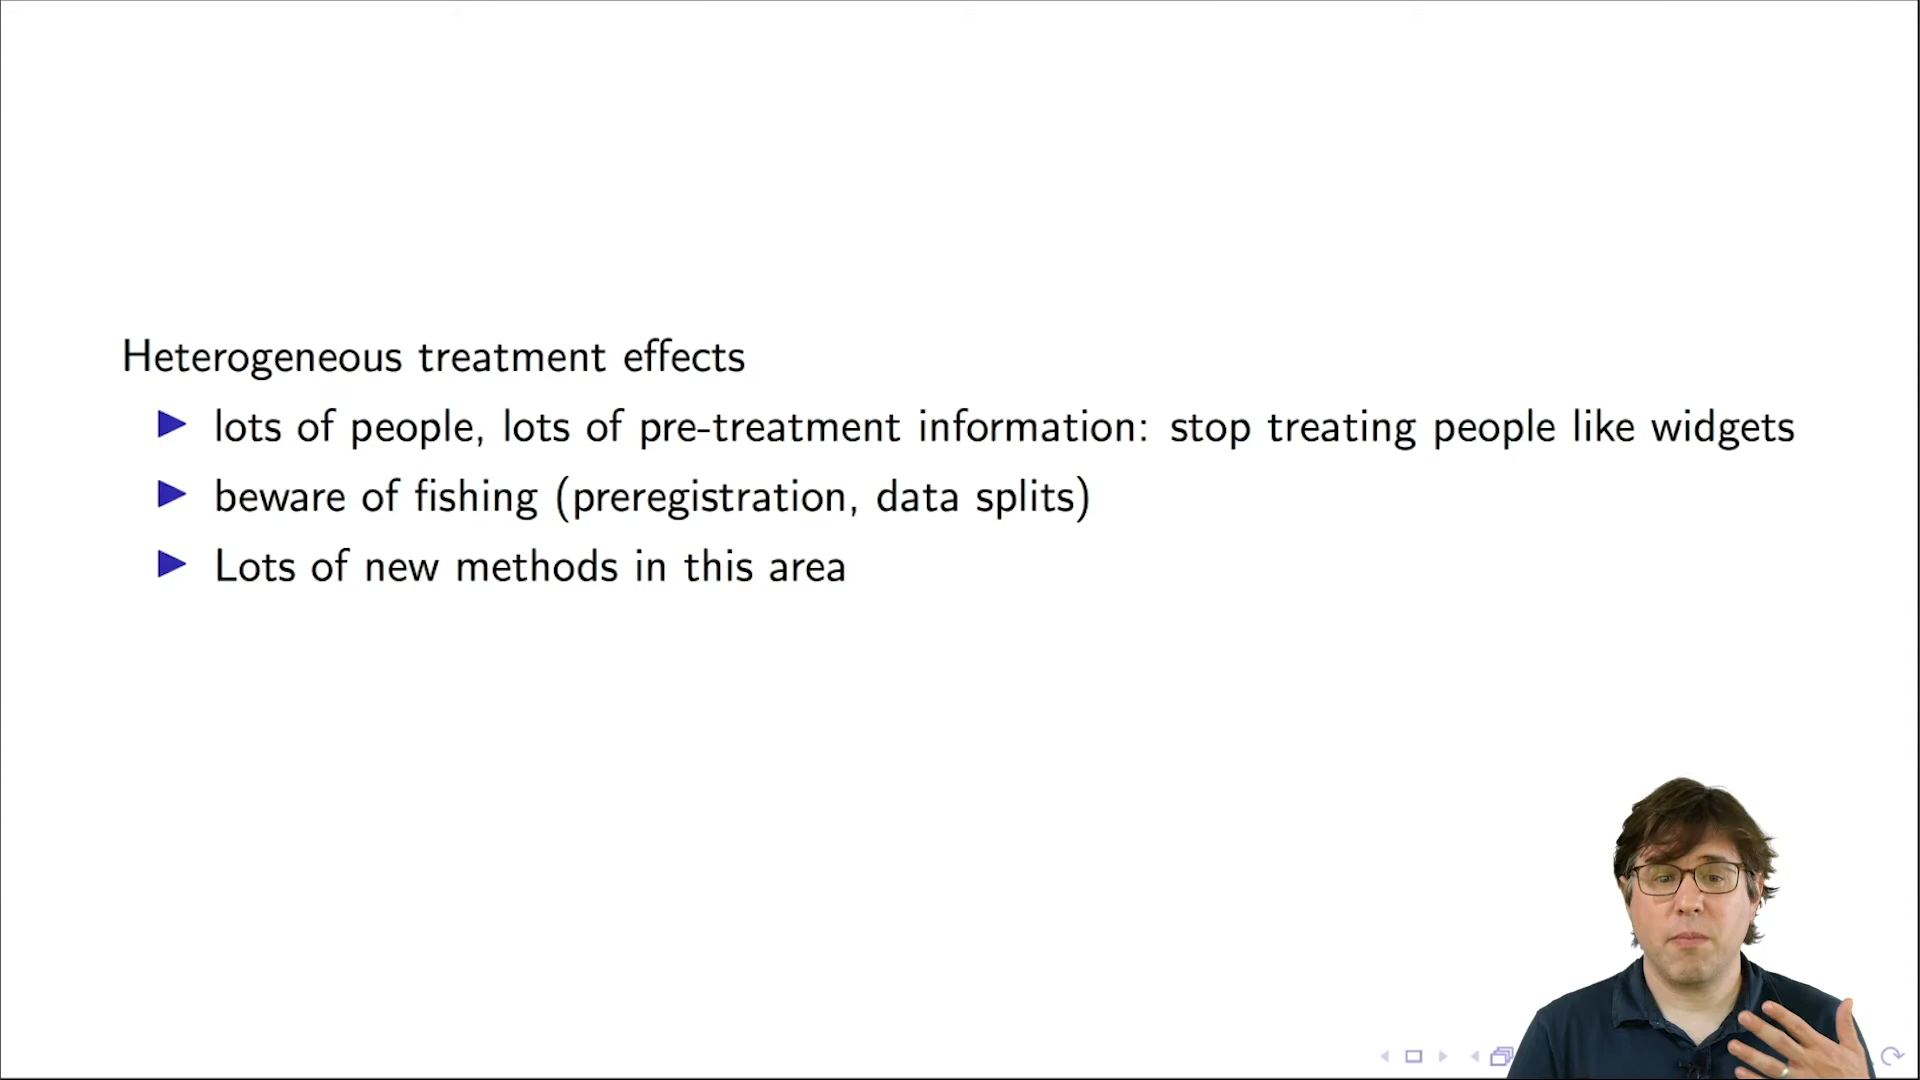 Heterogeneous treatment effects
lots of people, lots of pre-treatment information: stop treating people like widgets
beware of fishing (preregistration, data splits)
Lots of new methods in this area